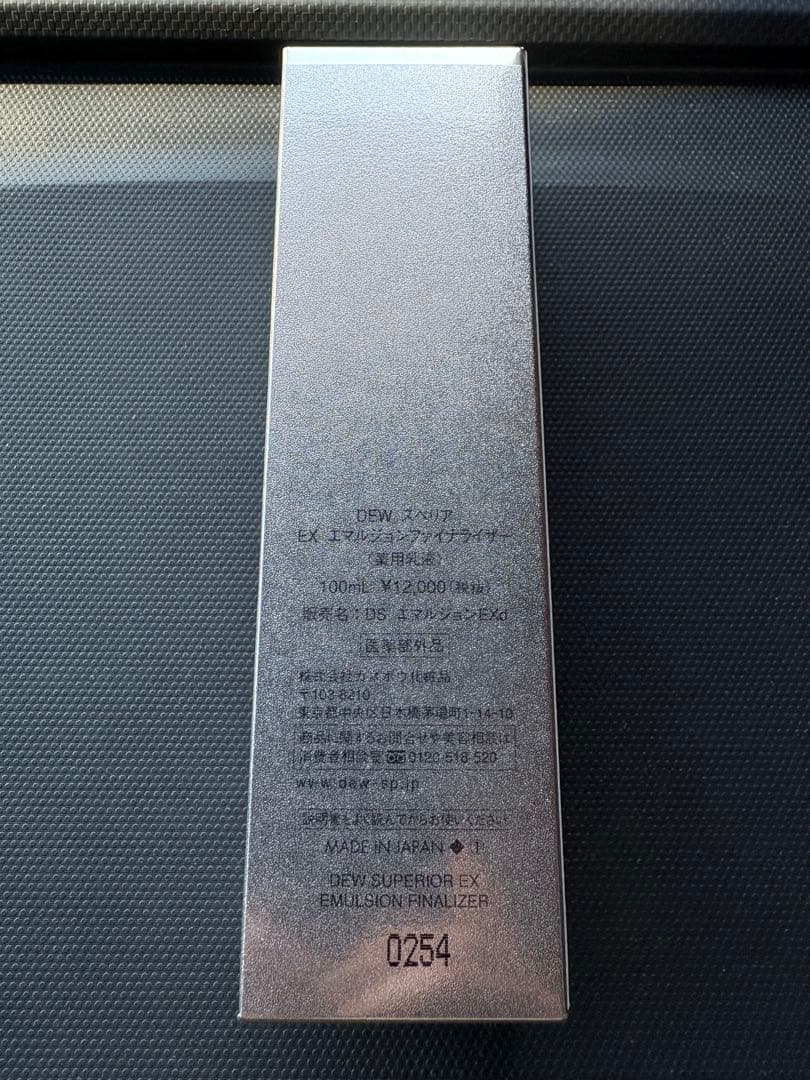 DEW スペリア
EX エマルジョンファイナライザー
〈薬用乳液〉
100mL ¥12,000（税抜）
販売名：DS エマルジョンEXd
医薬部外品
株式会社カネボウ化粧品
〒103-8210
東京都中央区日本橋茅場町1-14-10
商品に関するお問合せや美容相談は
消費者相談室 0120-518-520
www.dew-sp.jp
説明書をよく読んでからお使いください
MADE IN JAPAN ◆ 1
DEW SUPERIOR EX
EMULSION FINALIZER
0254